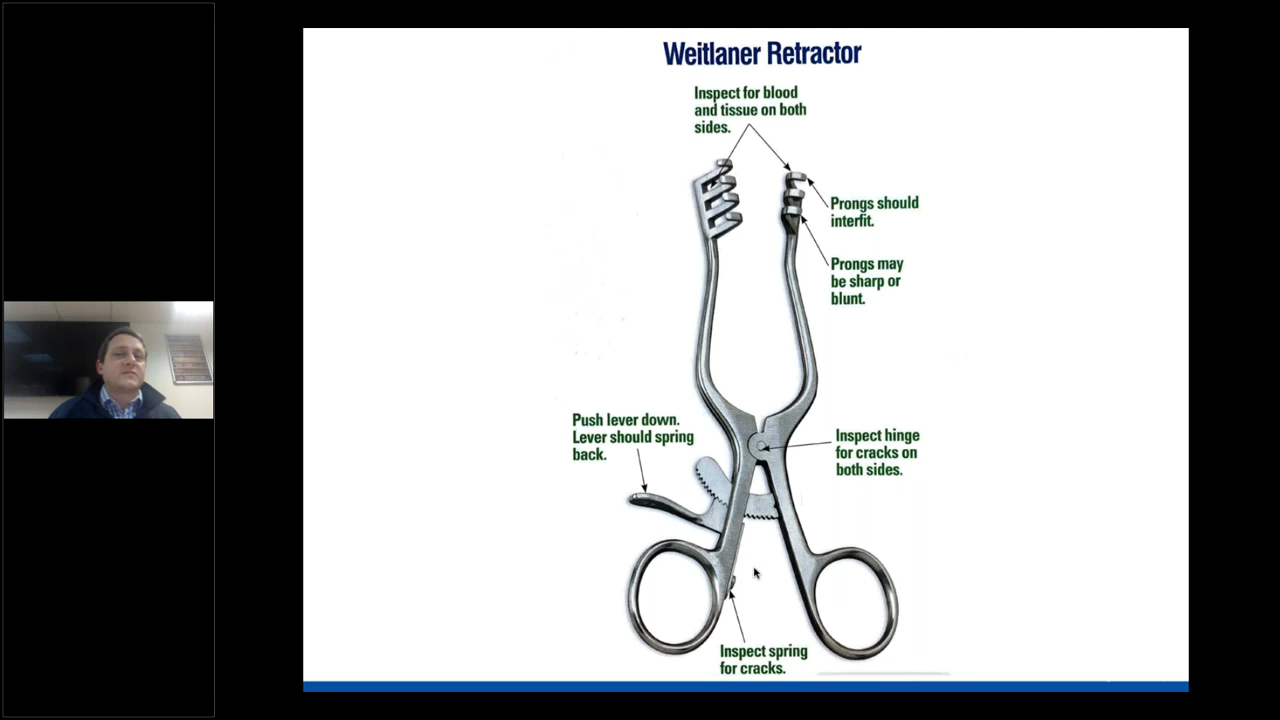 Weitlaner Retractor
Inspect for blood
and tissue on both
sides.
Prongs should
interfit.
Prongs may
be sharp or
blunt.
Push lever down.
Lever should spring
back.
Inspect hinge
for cracks on
both sides.
Inspect spring
for cracks.